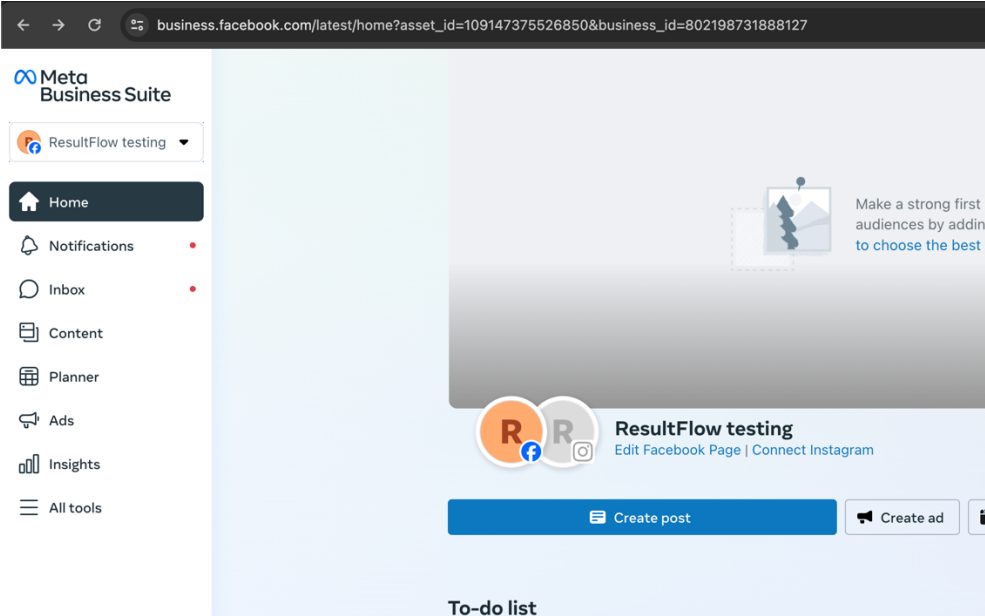 business.facebook.com/latest/home?asset_id=109147375526850&business_id=802198731888127
Meta
Business Suite
R
ResultFlow testing
Home
Notifications
Inbox
Content
Planner
Ads
Insights
All tools
Make a strong first
audiences by addin
to choose the best
R R
ResultFlow testing
Edit Facebook Page | Connect Instagram
Create post
Create ad
To-do list